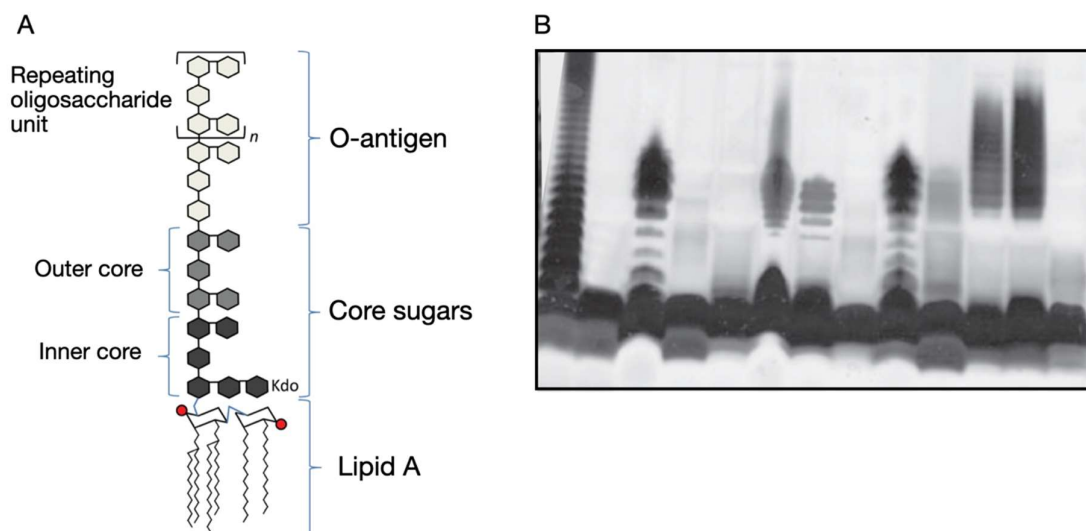 A
Repeating
oligosaccharide
unit
n
O-antigen
Outer core
Core sugars
Inner core
Kdo
Lipid A
B